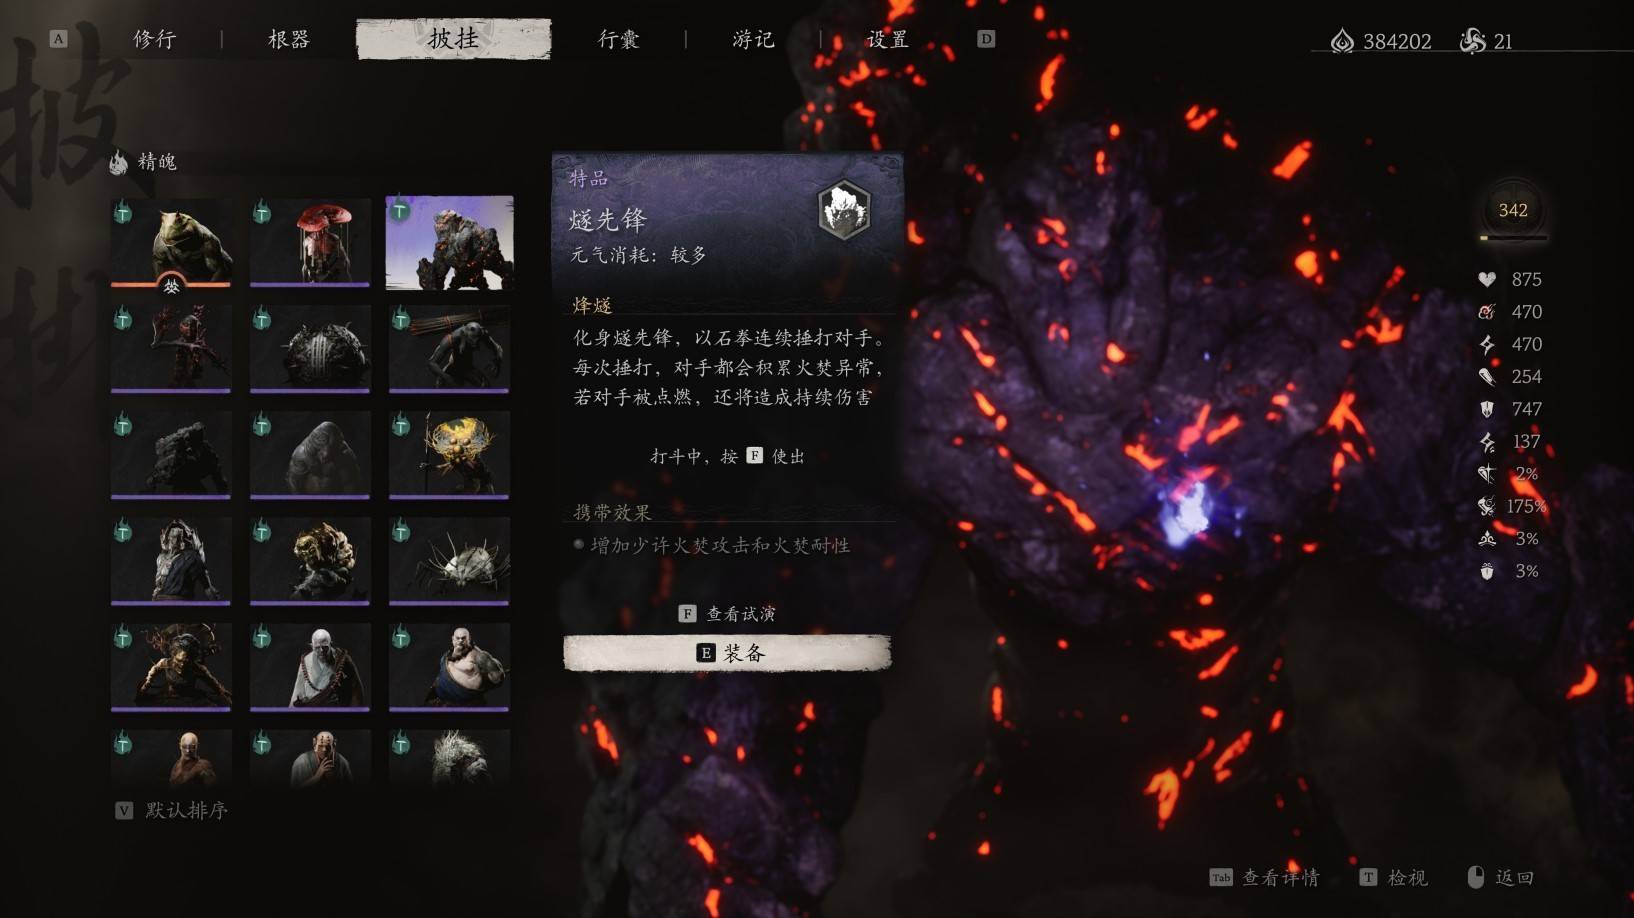 A 修行 根器 披挂 行囊 游记 设置 D 384202 21
披挂
精魄
特品
燧先锋
元气消耗：较多
烽燧
化身燧先锋，以石拳连续捶打对手。
每次捶打，对手都会积累火焚异常，
若对手被点燃，还将造成持续伤害
打斗中，按 F 使出
携带效果
增加少许火焚攻击和火焚耐性
F 查看试演
E 装备
V 默认排序
342
875
470
470
254
747
137
2%
175%
3%
3%
Tab 查看详情 T 检视 返回